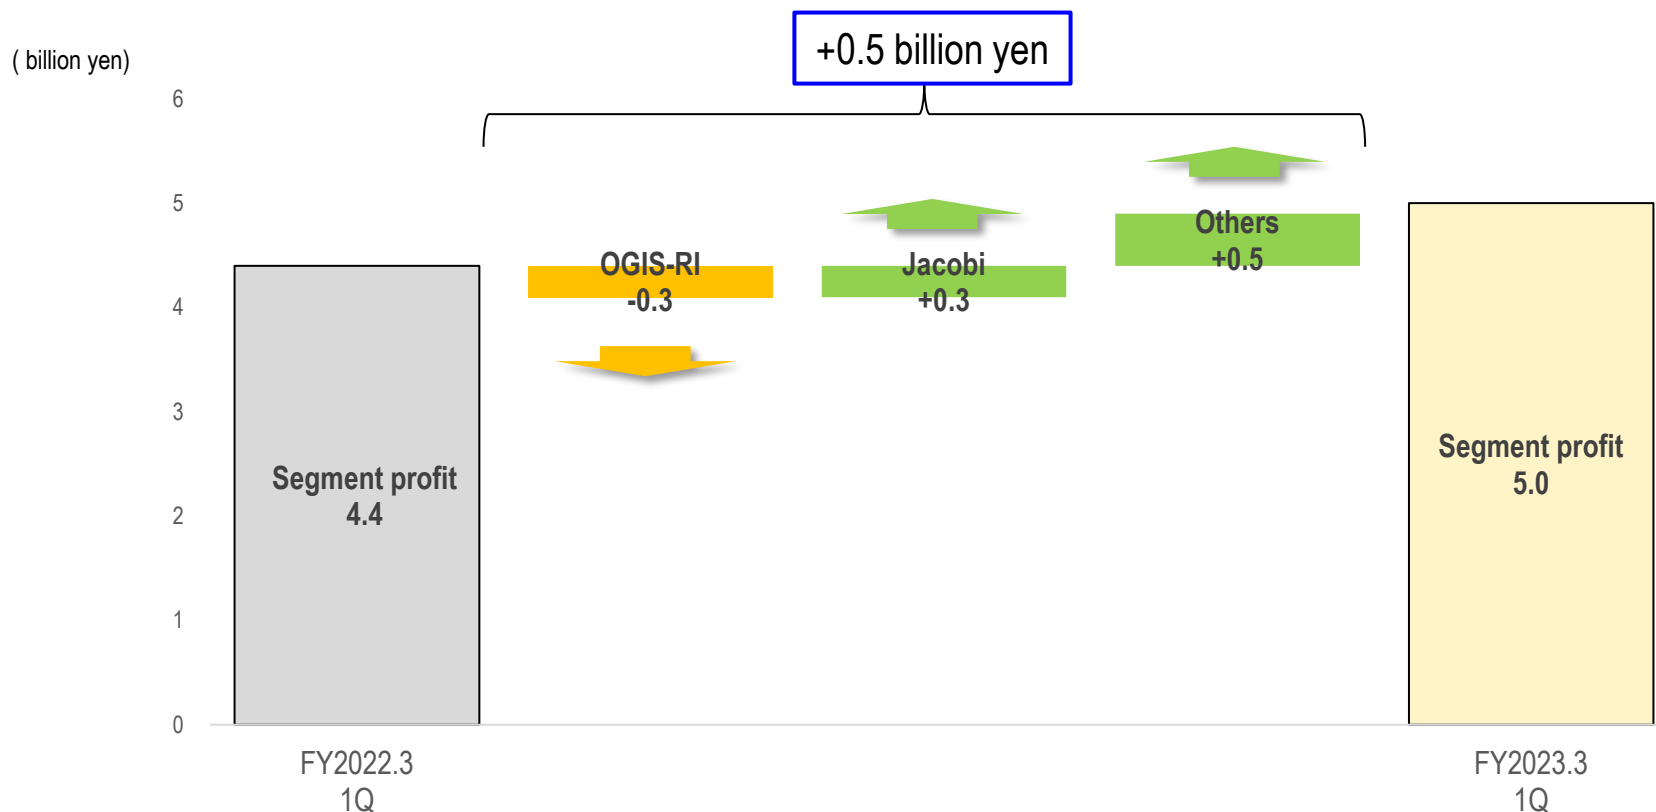 ( billion yen)
+0.5 billion yen
6
5
4
3
2
1
0
Segment profit
4.4
OGIS-RI
-0.3
Jacobi
+0.3
Others
+0.5
Segment profit
5.0
FY2022.3
1Q
FY2023.3
1Q